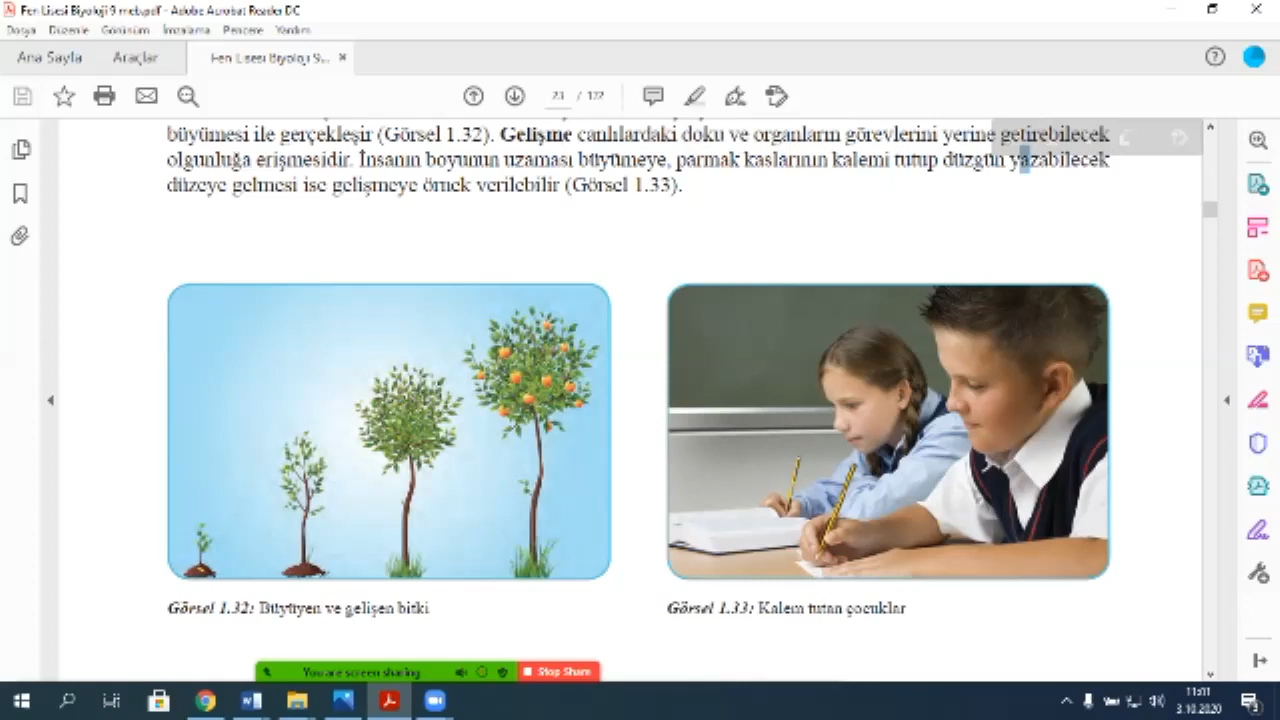 Fen Lisesi Biyoloji 9 meb.pdf - Adobe Acrobat Reader DC
Dosya Düzenle Görünüm İmzalama Pencere Yardım
Ana Sayfa Araçlar Fen Lisesi Biyoloji 9...
23 / 122
büyümesi ile gerçekleşir (Görsel 1.32). Gelişme canlılardaki doku ve organların görevlerini yerine getirebilecek
olgunluğa erişmesidir. İnsanın boyunun uzaması büyümeye, parmak kaslarının kalemi tutup düzgün yazabilecek
düzeye gelmesi ise gelişmeye örnek verilebilir (Görsel 1.33).
Görsel 1.32: Büyüyen ve gelişen bitki
Görsel 1.33: Kalem tutan çocuklar
You are screen sharing Stop Share
11:01
3.10.2020